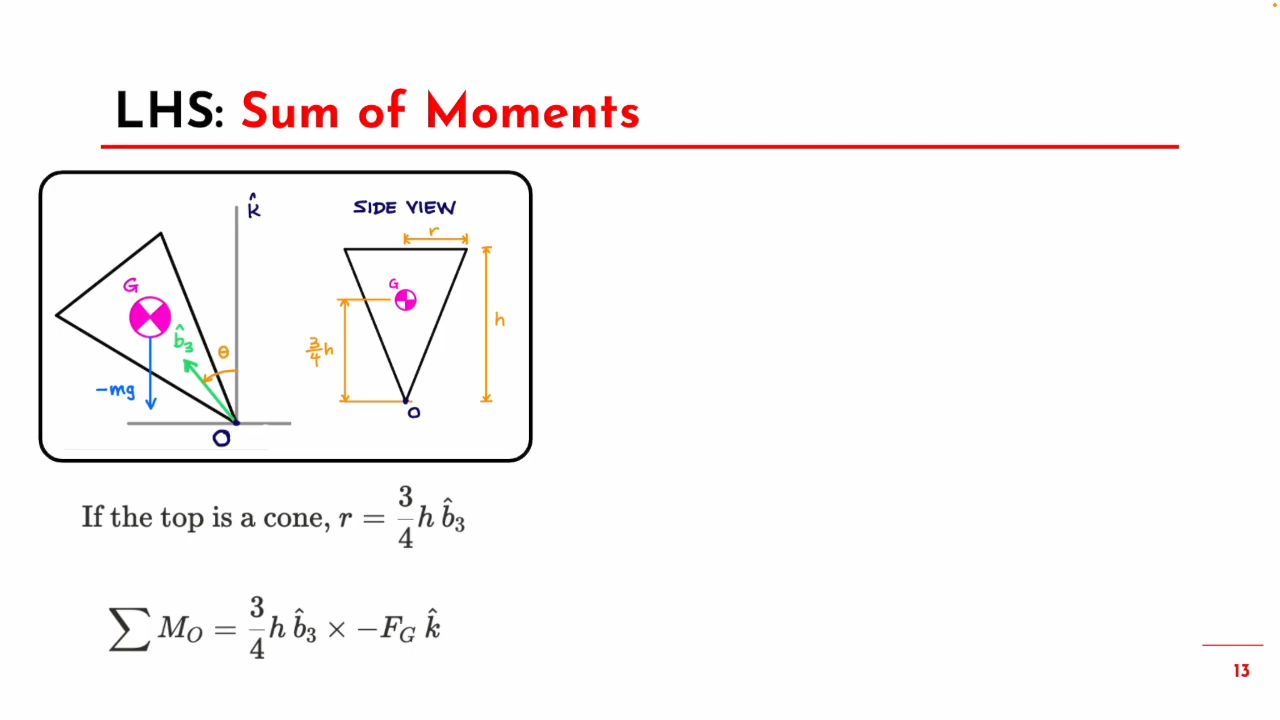 LHS: Sum of Moments
k̂
SIDE VIEW
r
G
G
b̂₃
θ
h
3/4 h
-mg
O
O
If the top is a cone, r = 3/4 h b̂₃
∑ M_O = 3/4 h b̂₃ × −F_G k̂
13